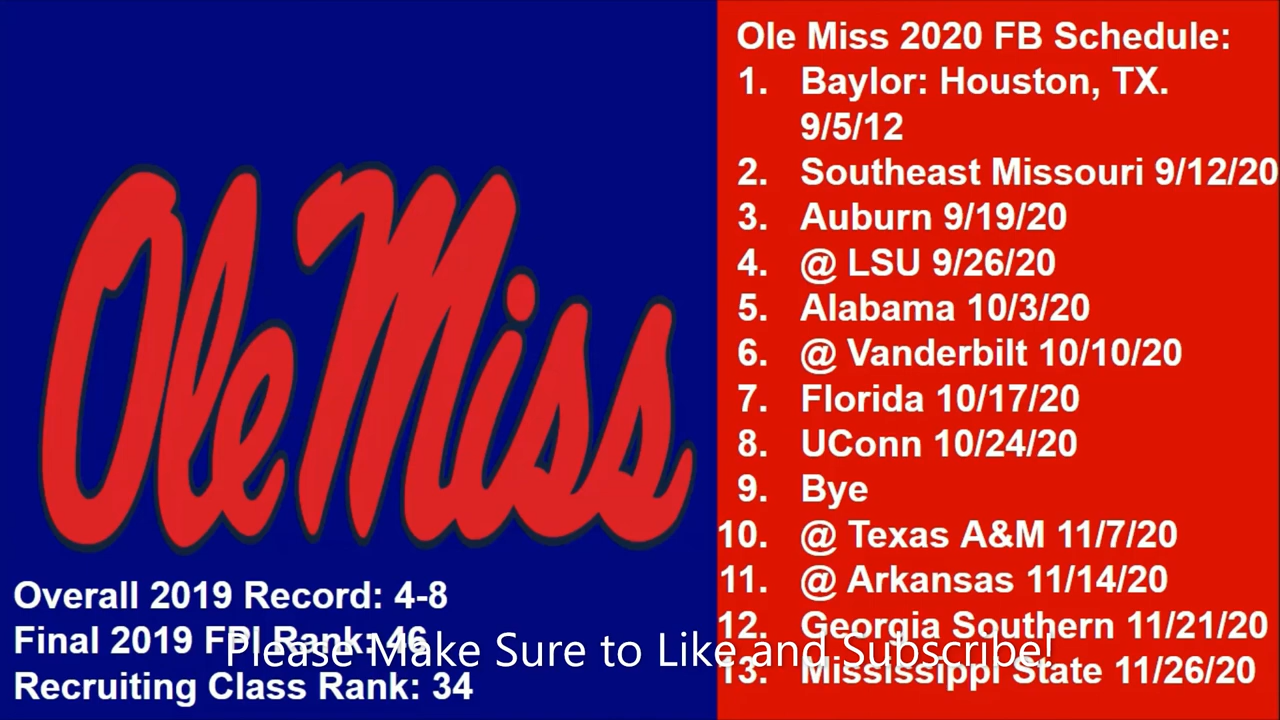 Ole Miss
Overall 2019 Record: 4-8
Final 2019 FPI Rank: 46
Recruiting Class Rank: 34
Ole Miss 2020 FB Schedule:
1. Baylor: Houston, TX.
9/5/12
2. Southeast Missouri 9/12/20
3. Auburn 9/19/20
4. @ LSU 9/26/20
5. Alabama 10/3/20
6. @ Vanderbilt 10/10/20
7. Florida 10/17/20
8. UConn 10/24/20
9. Bye
10. @ Texas A&M 11/7/20
11. @ Arkansas 11/14/20
12. Georgia Southern 11/21/20
13. Mississippi State 11/26/20
Please Make Sure to Like and Subscribe!